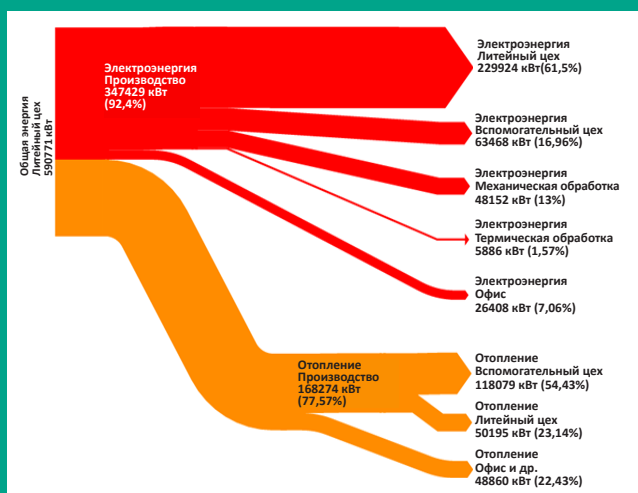 Общая энергия
Литейный цех
590771 кВт
Электроэнергия
Производство
347429 кВт
(92,4%)
Электроэнергия
Литейный цех
229924 кВт(61,5%)
Электроэнергия
Вспомогательный цех
63468 кВт (16,96%)
Электроэнергия
Механическая обработка
48152 кВт (13%)
Электроэнергия
Термическая обработка
5886 кВт (1,57%)
Электроэнергия
Офис
26408 кВт (7,06%)
Отопление
Производство
168274 кВт
(77,57%)
Отопление
Вспомогательный цех
118079 кВт (54,43%)
Отопление
Литейный цех
50195 кВт (23,14%)
Отопление
Офис и др.
48860 кВт (22,43%)